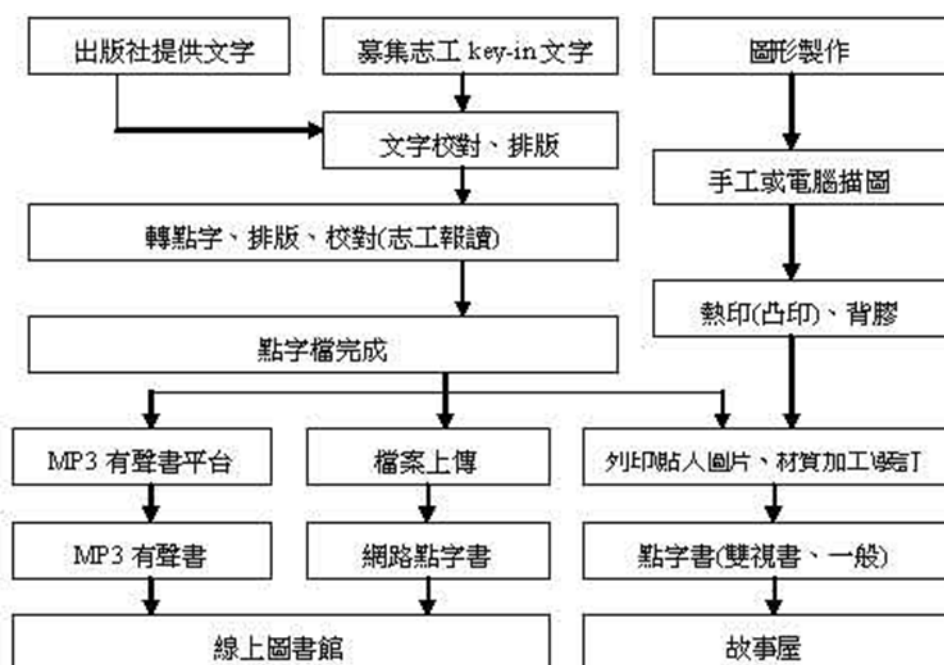 出版社提供文字
募集志工 key-in 文字
圖形製作
文字校對、排版
手工或電腦描圖
轉點字、排版、校對(志工報讀)
熱印(凸印)、背膠
點字檔完成
MP3 有聲書平台
檔案上傳
列印貼人圖片、材質加工裝訂
MP3 有聲書
網路點字書
點字書(雙視書、一般)
線上圖書館
故事屋